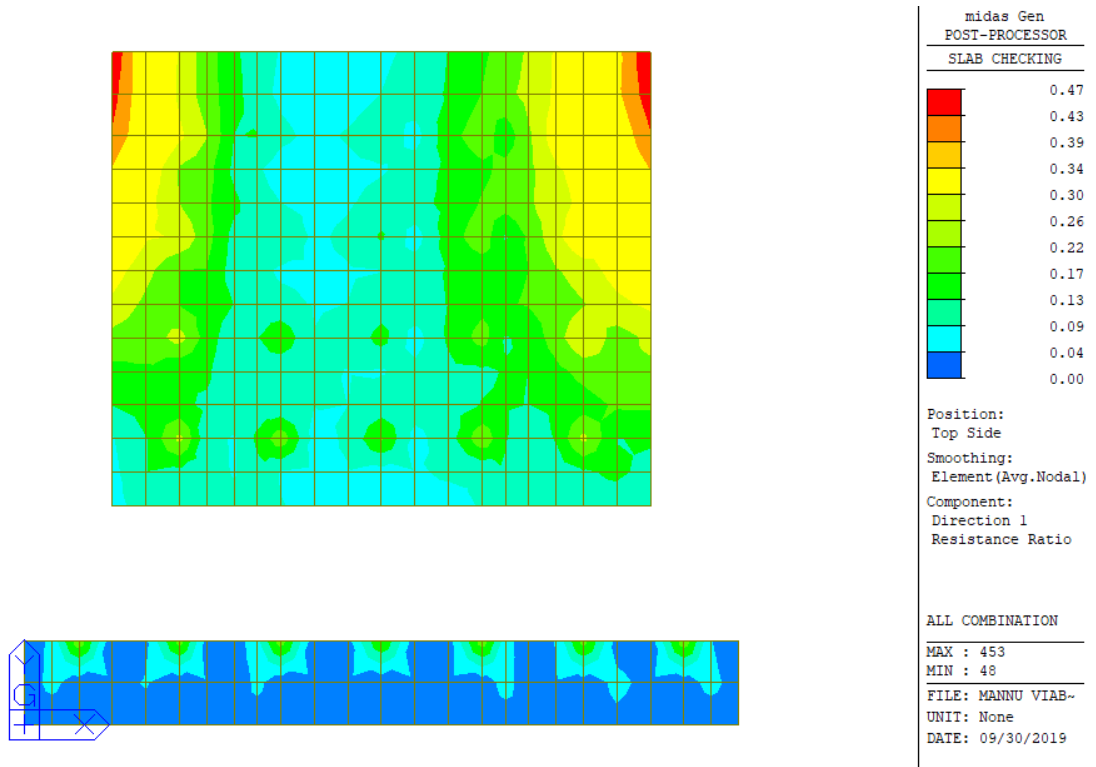 midas Gen
POST-PROCESSOR
SLAB CHECKING
0.47
0.43
0.39
0.34
0.30
0.26
0.22
0.17
0.13
0.09
0.04
0.00
Position:
Top Side
Smoothing:
Element(Avg.Nodal)
Component:
Direction 1
Resistance Ratio
ALL COMBINATION
MAX : 453
MIN : 48
FILE: MANNU VIAB~
UNIT: None
DATE: 09/30/2019
Y
G
X